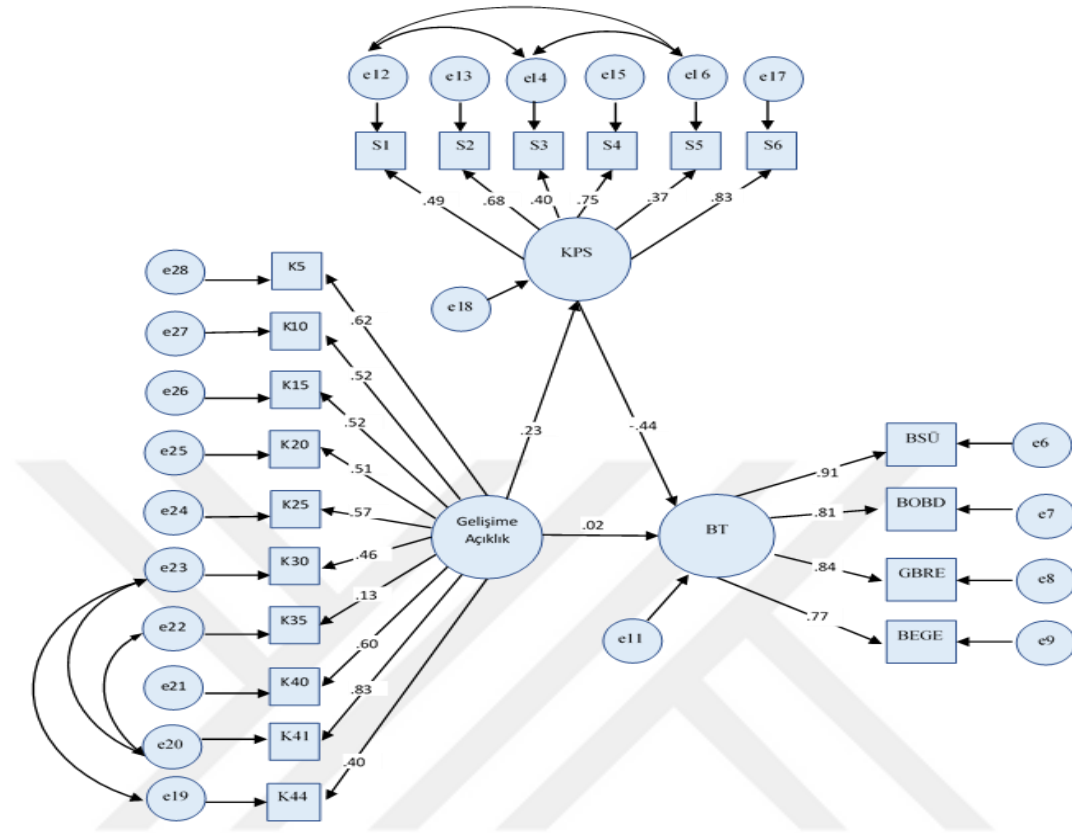 e12 e13 e14 e15 e16 e17
S1 S2 S3 S4 S5 S6
.49 .68 .40 .75 .37 .83
KPS
e18
e28 K5
.62
e27 K10
.52
e26 K15
.52
e25 K20
.51
e24 K25
.57
e23 K30
.46
e22 K35
.13
e21 K40
.60
e20 K41
.83
e19 K44
.40
Gelişime
Açıklık
.23
-.44
.02
BT
e11
.91 BSÜ e6
.81 BOBD e7
.84 GBRE e8
.77 BEGE e9